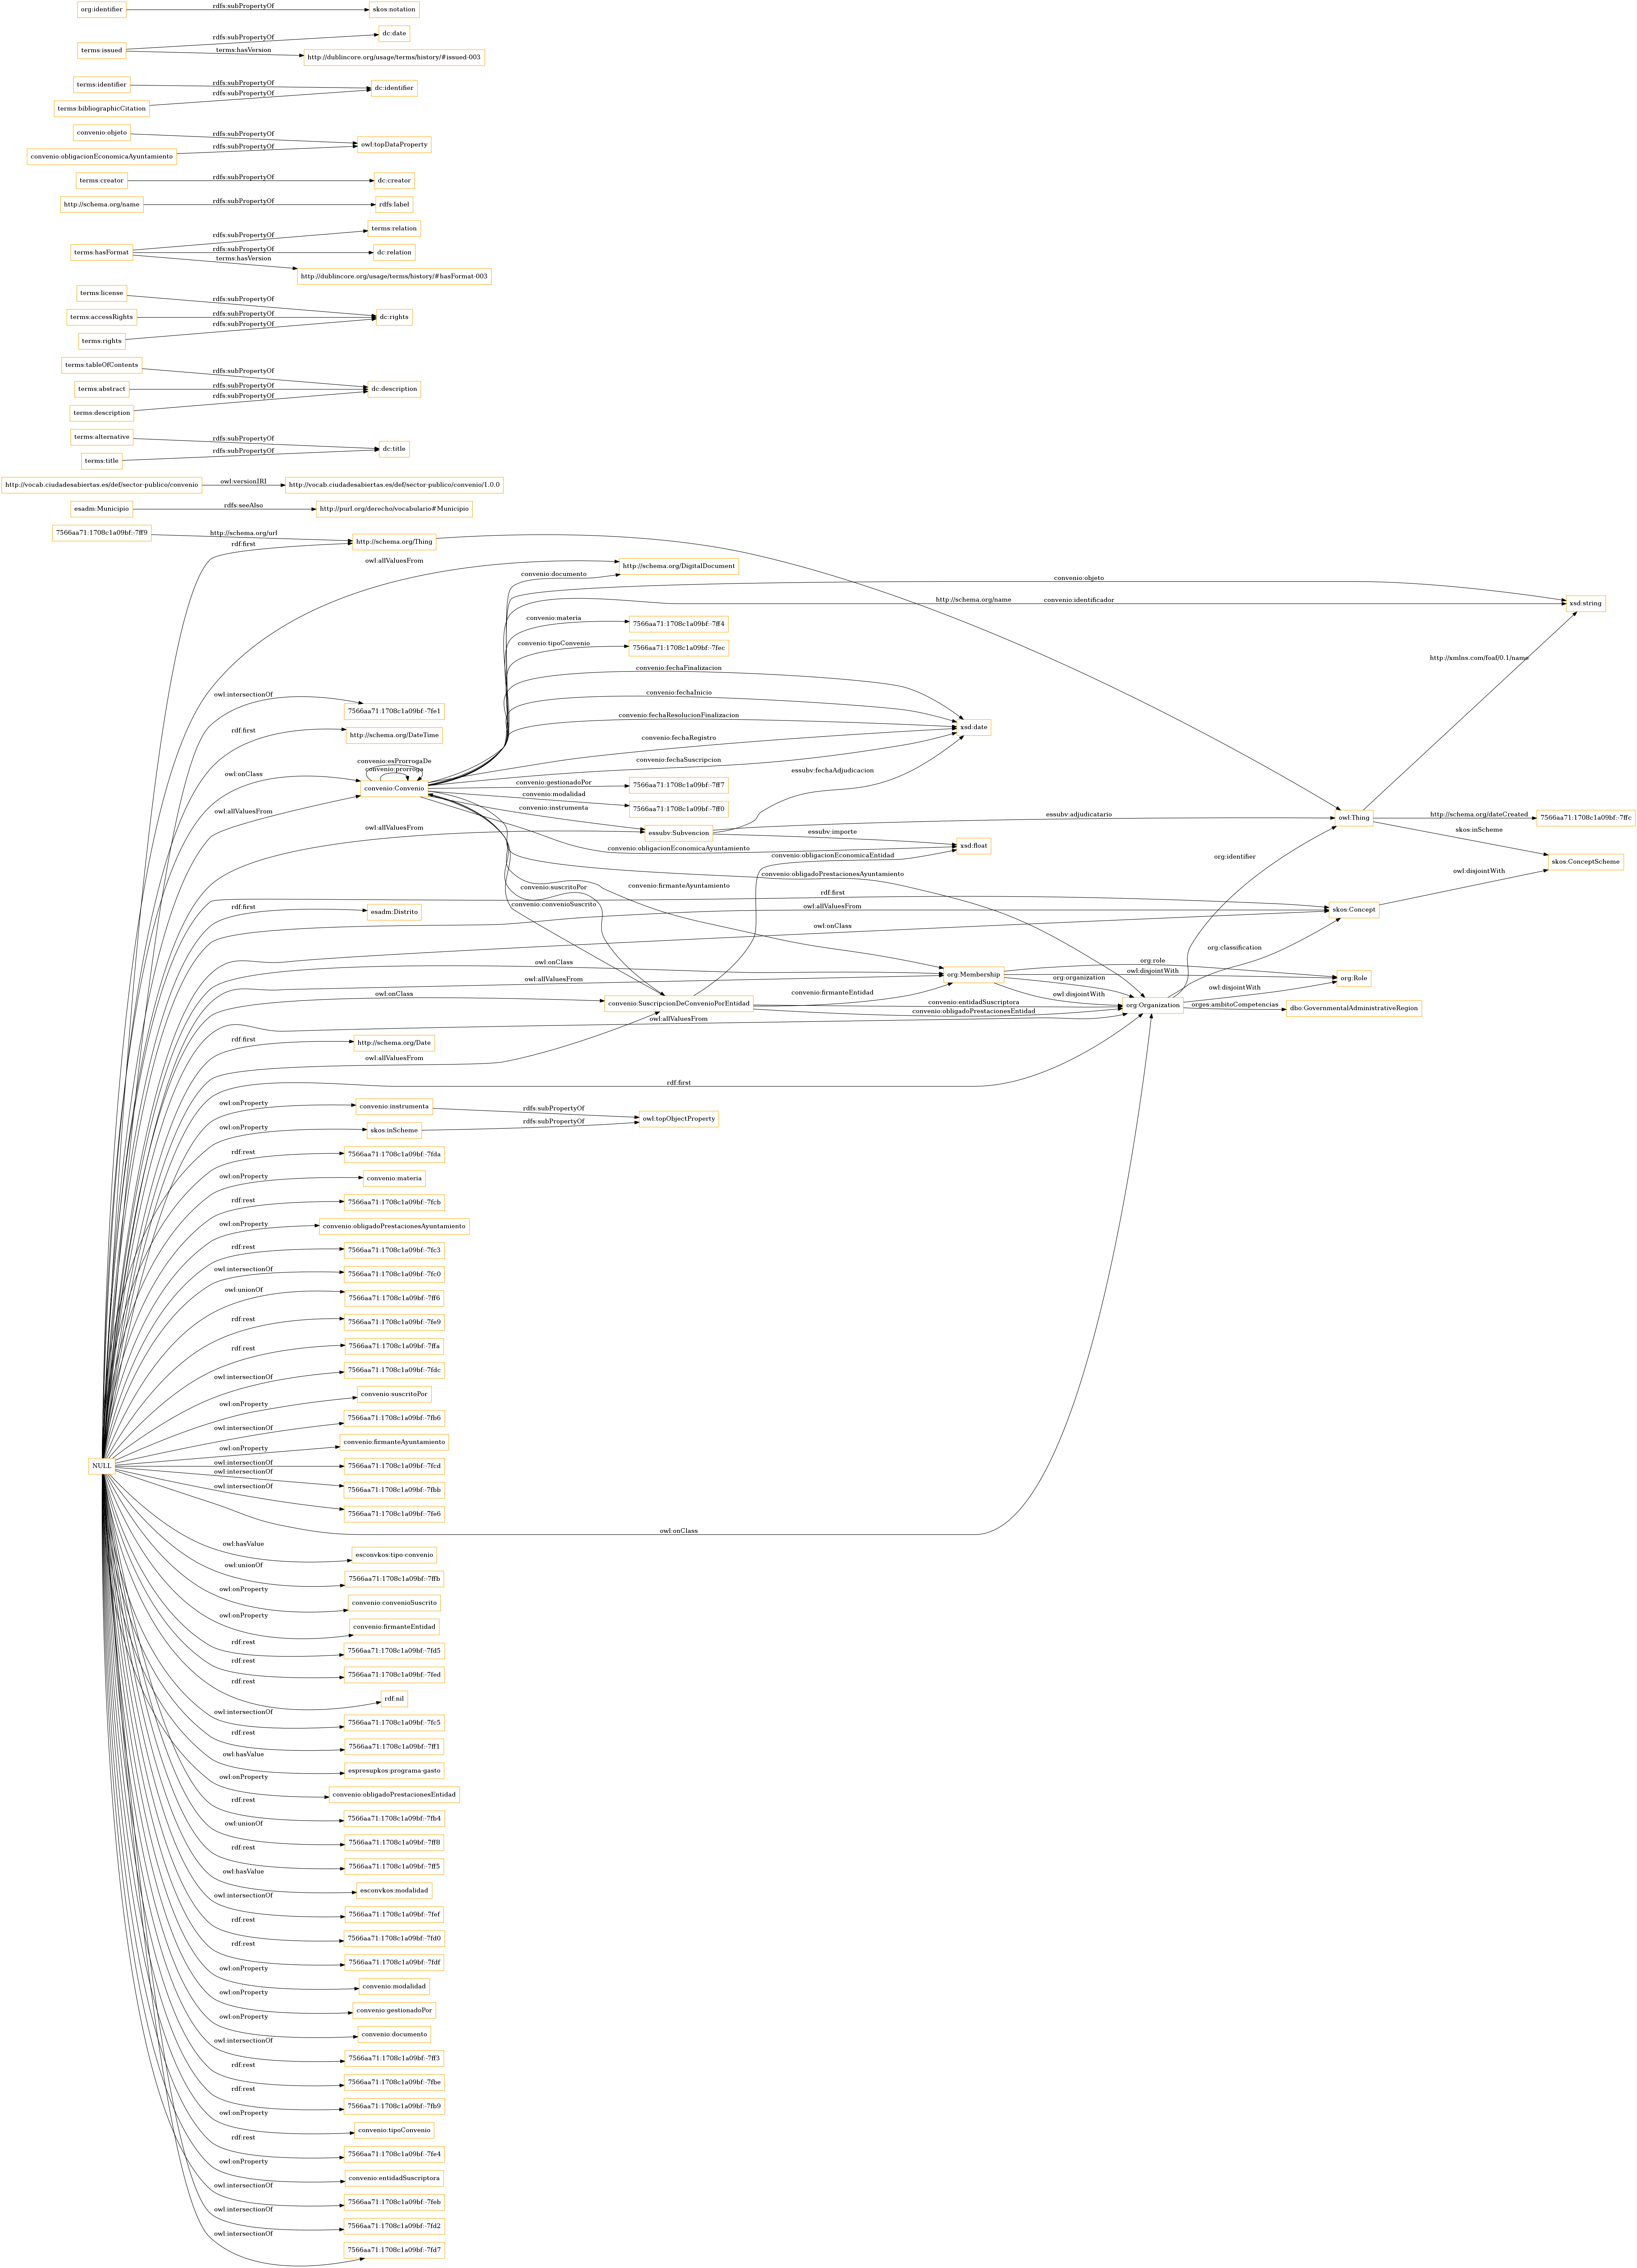 org:identifier
rdfs:subPropertyOf
skos:notation
dc:date
rdfs:subPropertyOf
terms:issued
terms:hasVersion
http://dublincore.org/usage/terms/history/#issued-003
terms:identifier
rdfs:subPropertyOf
dc:identifier
rdfs:subPropertyOf
terms:bibliographicCitation
convenio:objeto
rdfs:subPropertyOf
owl:topDataProperty
rdfs:subPropertyOf
convenio:obligacionEconomicaAyuntamiento
terms:creator
rdfs:subPropertyOf
dc:creator
http://schema.org/name
rdfs:subPropertyOf
rdfs:label
terms:relation
rdfs:subPropertyOf
terms:hasFormat
rdfs:subPropertyOf
dc:relation
terms:hasVersion
http://dublincore.org/usage/terms/history/#hasFormat-003
terms:license
rdfs:subPropertyOf
terms:accessRights
rdfs:subPropertyOf
dc:rights
rdfs:subPropertyOf
terms:rights
terms:tableOfContents
rdfs:subPropertyOf
terms:abstract
rdfs:subPropertyOf
dc:description
rdfs:subPropertyOf
terms:description
terms:alternative
rdfs:subPropertyOf
dc:title
rdfs:subPropertyOf
terms:title
http://vocab.ciudadesabiertas.es/def/sector-publico/convenio
owl:versionIRI
http://vocab.ciudadesabiertas.es/def/sector-publico/convenio/1.0.0
esadm:Municipio
rdfs:seeAlso
http://purl.org/derecho/vocabulario#Municipio
7566aa71:1708c1a09bf:-7ff9
http://schema.org/url
http://schema.org/Thing
rdf:first
owl:allValuesFrom
http://schema.org/DigitalDocument
convenio:documento
convenio:objeto
http://schema.org/name
convenio:identificador
xsd:string
convenio:materia
7566aa71:1708c1a09bf:-7ff4
convenio:tipoConvenio
7566aa71:1708c1a09bf:-7fec
http://xmlns.com/foaf/0.1/name
convenio:fechaFinalizacion
owl:intersectionOf
convenio:fechaInicio
7566aa71:1708c1a09bf:-7fe1
convenio:fechaResolucionFinalizacion
xsd:date
rdf:first
http://schema.org/DateTime
convenio:fechaRegistro
convenio:esProrrogaDe
convenio:fechaSuscripcion
convenio:prorroga
essubv:fechaAdjudicacion
owl:onClass
convenio:gestionadoPor
7566aa71:1708c1a09bf:-7ff7
convenio:Convenio
convenio:modalidad
7566aa71:1708c1a09bf:-7ff0
convenio:instrumenta
owl:allValuesFrom
essubv:adjudicatario
owl:Thing
http://schema.org/dateCreated
7566aa71:1708c1a09bf:-7ffc
owl:allValuesFrom
essubv:Subvencion
essubv:importe
skos:inScheme
convenio:obligacionEconomicaAyuntamiento
xsd:float
convenio:obligacionEconomicaEntidad
org:identifier
skos:ConceptScheme
owl:disjointWith
convenio:obligadoPrestacionesAyuntamiento
convenio:suscritoPor
convenio:firmanteAyuntamiento
rdf:first
convenio:convenioSuscrito
rdf:first
esadm:Distrito
owl:allValuesFrom
skos:Concept
owl:onClass
org:classification
owl:onClass
org:Membership
org:role
owl:disjointWith
org:Role
owl:allValuesFrom
org:organization
owl:disjointWith
owl:disjointWith
convenio:firmanteEntidad
owl:onClass
convenio:SuscripcionDeConvenioPorEntidad
convenio:entidadSuscriptora
org:Organization
orges:ambitoCompetencias
dbo:GovernmentalAdministrativeRegion
convenio:obligadoPrestacionesEntidad
owl:allValuesFrom
rdf:first
http://schema.org/Date
owl:allValuesFrom
rdf:first
owl:onProperty
convenio:instrumenta
rdfs:subPropertyOf
owl:topObjectProperty
owl:onProperty
skos:inScheme
rdfs:subPropertyOf
rdf:rest
7566aa71:1708c1a09bf:-7fda
owl:onProperty
convenio:materia
rdf:rest
7566aa71:1708c1a09bf:-7fcb
owl:onProperty
convenio:obligadoPrestacionesAyuntamiento
rdf:rest
7566aa71:1708c1a09bf:-7fc3
owl:intersectionOf
7566aa71:1708c1a09bf:-7fc0
owl:unionOf
7566aa71:1708c1a09bf:-7ff6
rdf:rest
7566aa71:1708c1a09bf:-7fe9
rdf:rest
7566aa71:1708c1a09bf:-7ffa
owl:intersectionOf
7566aa71:1708c1a09bf:-7fdc
owl:onProperty
convenio:suscritoPor
owl:intersectionOf
7566aa71:1708c1a09bf:-7fb6
owl:onProperty
convenio:firmanteAyuntamiento
NULL
owl:intersectionOf
7566aa71:1708c1a09bf:-7fcd
owl:intersectionOf
7566aa71:1708c1a09bf:-7fbb
owl:intersectionOf
7566aa71:1708c1a09bf:-7fe6
owl:onClass
owl:hasValue
esconvkos:tipo-convenio
owl:unionOf
7566aa71:1708c1a09bf:-7ffb
owl:onProperty
convenio:convenioSuscrito
owl:onProperty
convenio:firmanteEntidad
rdf:rest
7566aa71:1708c1a09bf:-7fd5
rdf:rest
7566aa71:1708c1a09bf:-7fed
rdf:rest
rdf:nil
owl:intersectionOf
7566aa71:1708c1a09bf:-7fc5
rdf:rest
7566aa71:1708c1a09bf:-7ff1
owl:hasValue
espresupkos:programa-gasto
owl:onProperty
convenio:obligadoPrestacionesEntidad
rdf:rest
7566aa71:1708c1a09bf:-7fb4
owl:unionOf
7566aa71:1708c1a09bf:-7ff8
rdf:rest
7566aa71:1708c1a09bf:-7ff5
owl:hasValue
esconvkos:modalidad
owl:intersectionOf
7566aa71:1708c1a09bf:-7fef
rdf:rest
7566aa71:1708c1a09bf:-7fd0
rdf:rest
7566aa71:1708c1a09bf:-7fdf
owl:onProperty
convenio:modalidad
owl:onProperty
convenio:gestionadoPor
owl:onProperty
convenio:documento
owl:intersectionOf
7566aa71:1708c1a09bf:-7ff3
rdf:rest
7566aa71:1708c1a09bf:-7fbe
rdf:rest
7566aa71:1708c1a09bf:-7fb9
owl:onProperty
convenio:tipoConvenio
rdf:rest
7566aa71:1708c1a09bf:-7fe4
owl:onProperty
convenio:entidadSuscriptora
owl:intersectionOf
7566aa71:1708c1a09bf:-7feb
owl:intersectionOf
7566aa71:1708c1a09bf:-7fd2
owl:intersectionOf
7566aa71:1708c1a09bf:-7fd7